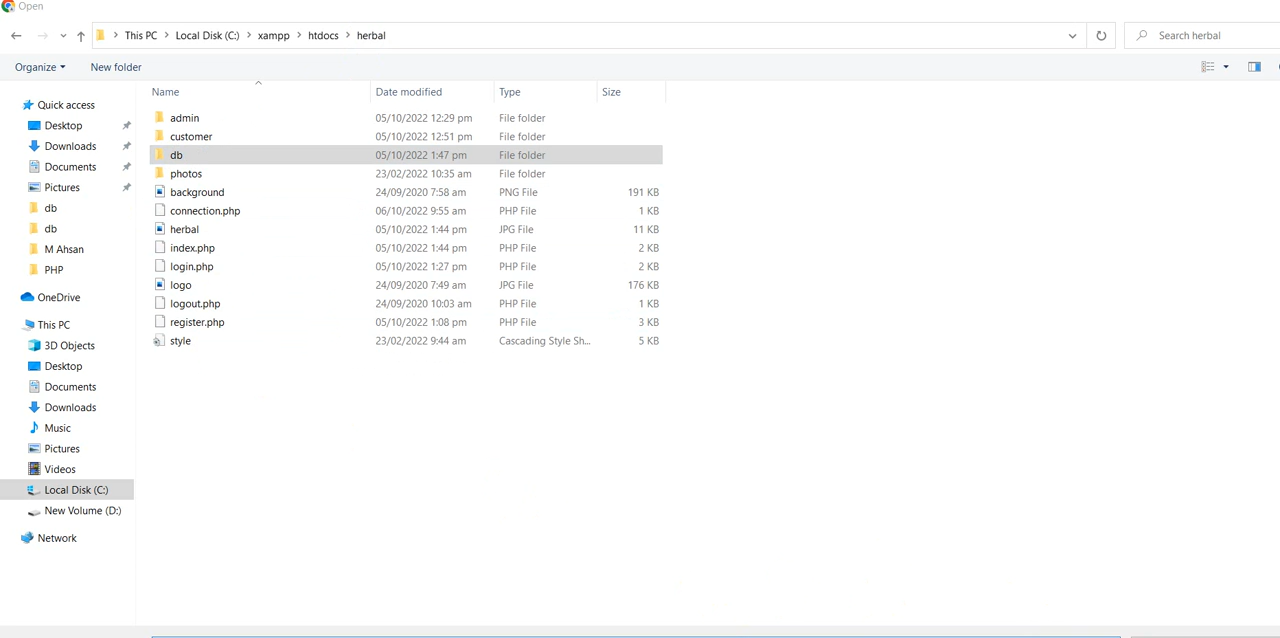 Open
This PC > Local Disk (C:) > xampp > htdocs > herbal
Search herbal
Organize New folder
Quick access
Desktop
Downloads
Documents
Pictures
db
db
M Ahsan
PHP
OneDrive
This PC
3D Objects
Desktop
Documents
Downloads
Music
Pictures
Videos
Local Disk (C:)
New Volume (D:)
Network
Name Date modified Type Size
admin 05/10/2022 12:29 pm File folder
customer 05/10/2022 12:51 pm File folder
db 05/10/2022 1:47 pm File folder
photos 23/02/2022 10:35 am File folder
background 24/09/2020 7:58 am PNG File 191 KB
connection.php 06/10/2022 9:55 am PHP File 1 KB
herbal 05/10/2022 1:44 pm JPG File 11 KB
index.php 05/10/2022 1:44 pm PHP File 2 KB
login.php 05/10/2022 1:27 pm PHP File 2 KB
logo 24/09/2020 7:49 am JPG File 176 KB
logout.php 24/09/2020 10:03 am PHP File 1 KB
register.php 05/10/2022 1:08 pm PHP File 3 KB
style 23/02/2022 9:44 am Cascading Style Sh... 5 KB